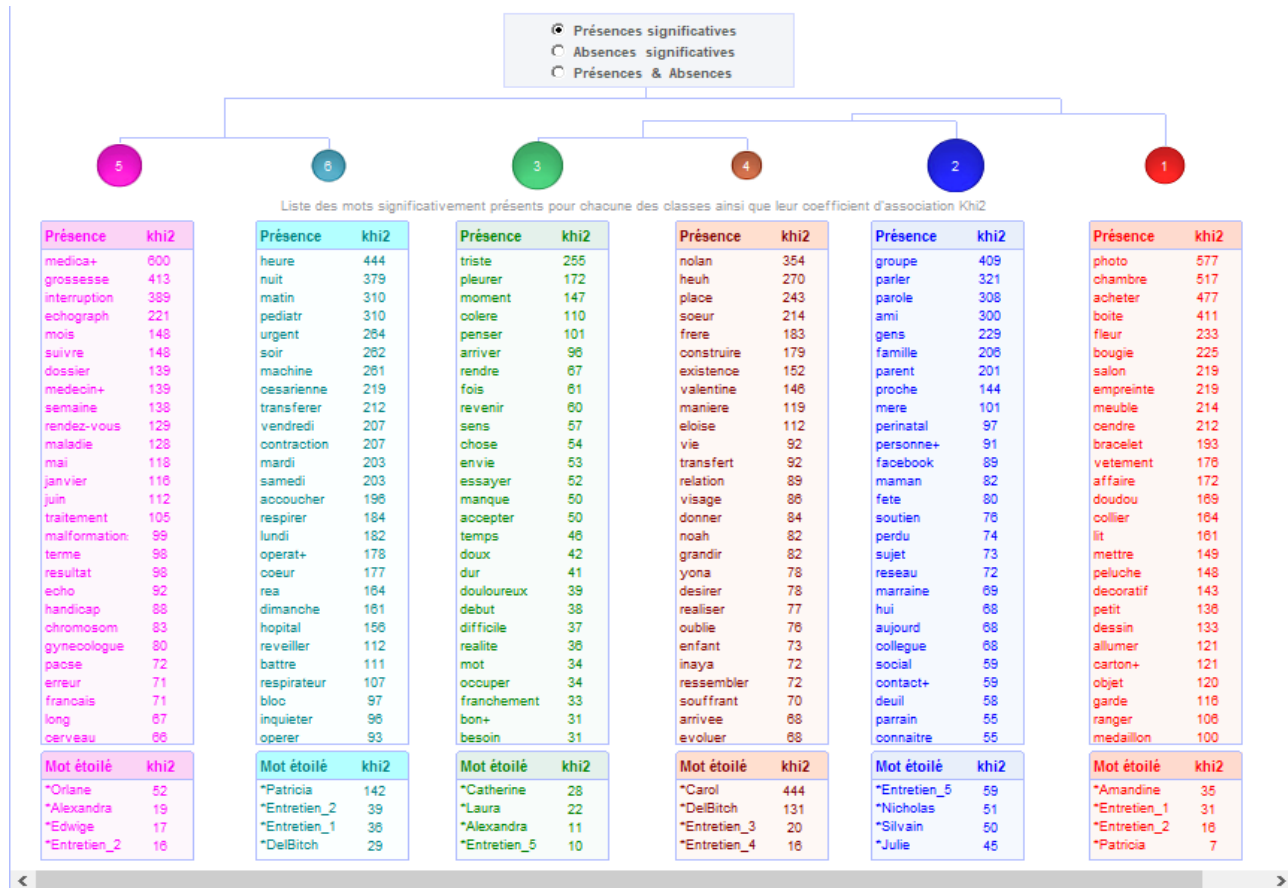 Présences significatives
Absences significatives
Présences & Absences
5 6 3 4 2 1
Liste des mots significativement présents pour chacune des classes ainsi que leur coefficient d'association Khi2
Présence khi2
medica+ 600
grossesse 413
interruption 389
echograph 221
mois 148
suivre 148
dossier 139
medecin+ 139
semaine 138
rendez-vous 129
maladie 128
mai 118
janvier 116
juin 112
traitement 105
malformation: 99
terme 98
resultat 98
echo 92
handicap 88
chromosom 83
gynecologue 80
pacse 72
erreur 71
francais 71
long 67
cerveau 66
Mot étoilé khi2
*Orlane 52
*Alexandra 19
*Edwige 17
*Entretien_2 16
Présence khi2
heure 444
nuit 379
matin 310
pediatr 310
urgent 264
soir 262
machine 261
cesarienne 219
transferer 212
vendredi 207
contraction 207
mardi 203
samedi 203
accoucher 196
respirer 184
lundi 182
operat+ 178
coeur 177
rea 164
dimanche 161
hopital 156
reveiller 112
battre 111
respirateur 107
bloc 97
inquieter 96
operer 93
Mot étoilé khi2
*Patricia 142
*Entretien_2 39
*Entretien_1 36
*DelBitch 29
Présence khi2
triste 255
pleurer 172
moment 147
colere 110
penser 101
arriver 96
rendre 67
fois 61
revenir 60
sens 57
chose 54
envie 53
essayer 52
manque 50
accepter 50
temps 46
doux 42
dur 41
douloureux 39
debut 38
difficile 37
realite 36
mot 34
occuper 34
franchement 33
bon+ 31
besoin 31
Mot étoilé khi2
*Catherine 28
*Laura 22
*Alexandra 11
*Entretien_5 10
Présence khi2
nolan 354
heuh 270
place 243
soeur 214
frere 183
construire 179
existence 152
valentine 146
maniere 119
eloise 112
vie 92
transfert 92
relation 89
visage 86
donner 84
noah 82
grandir 82
yona 78
desirer 78
realiser 77
oublie 76
enfant 73
inaya 72
ressembler 72
souffrant 70
arrivee 68
evoluer 68
Mot étoilé khi2
*Carol 444
*DelBitch 131
*Entretien_3 20
*Entretien_4 16
Présence khi2
groupe 409
parler 321
parole 308
ami 300
gens 229
famille 206
parent 201
proche 144
mere 101
perinatal 97
personne+ 91
facebook 89
maman 82
fete 80
soutien 76
perdu 74
sujet 73
reseau 72
marraine 69
hui 68
aujourd 68
collegue 68
social 59
contact+ 59
deuil 58
parrain 55
connaitre 55
Mot étoilé khi2
*Entretien_5 59
*Nicholas 51
*Silvain 50
*Julie 45
Présence khi2
photo 577
chambre 517
acheter 477
boite 411
fleur 233
bougie 225
salon 219
empreinte 219
meuble 214
cendre 212
bracelet 193
vetement 176
affaire 172
doudou 169
collier 164
lit 161
mettre 149
peluche 148
decoratif 143
petit 136
dessin 133
allumer 121
carton+ 121
objet 120
garde 116
ranger 106
medaillon 100
Mot étoilé khi2
*Amandine 35
*Entretien_1 31
*Entretien_2 16
*Patricia 7